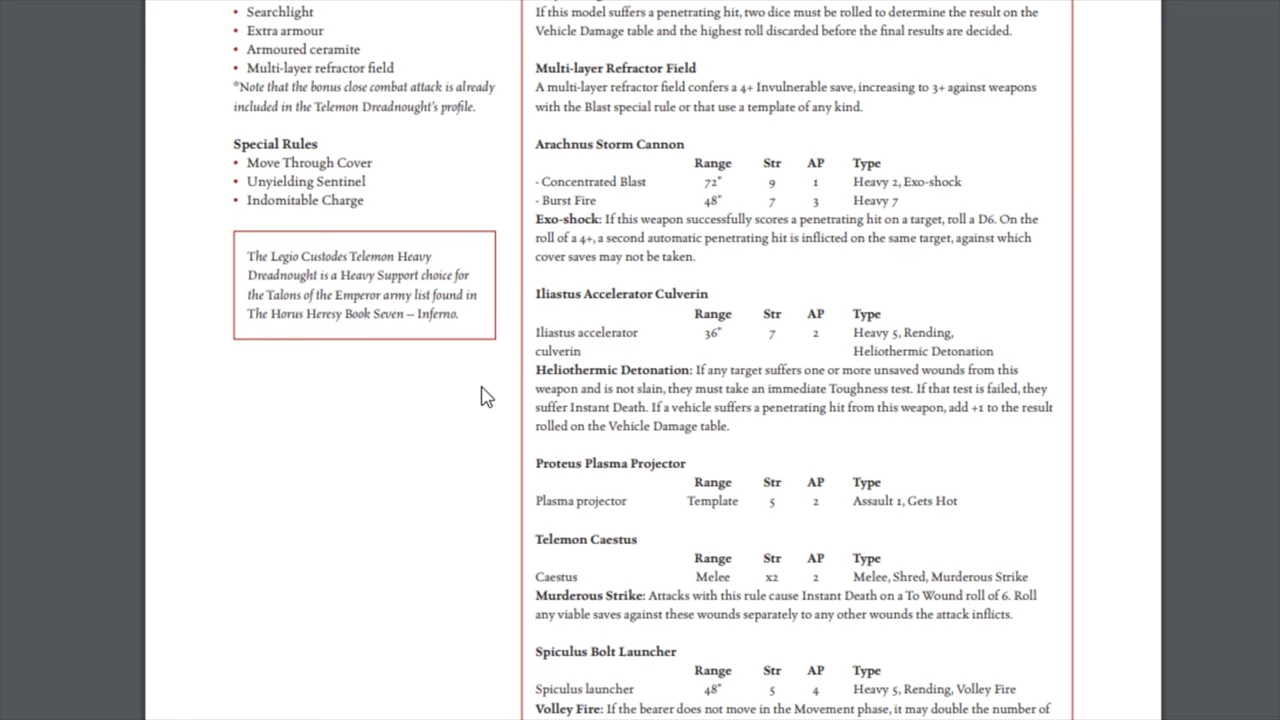 • Searchlight
• Extra armour
• Armoured ceramite
• Multi-layer refractor field
*Note that the bonus close combat attack is already
included in the Telemon Dreadnought's profile.
Special Rules
• Move Through Cover
• Unyielding Sentinel
• Indomitable Charge
The Legio Custodes Telemon Heavy
Dreadnought is a Heavy Support choice for
the Talons of the Emperor army list found in
The Horus Heresy Book Seven – Inferno.
If this model suffers a penetrating hit, two dice must be rolled to determine the result on the
Vehicle Damage table and the highest roll discarded before the final results are decided.
Multi-layer Refractor Field
A multi-layer refractor field confers a 4+ Invulnerable save, increasing to 3+ against weapons
with the Blast special rule or that use a template of any kind.
Arachnus Storm Cannon
Range Str AP Type
- Concentrated Blast 72" 9 1 Heavy 2, Exo-shock
- Burst Fire 48" 7 3 Heavy 7
Exo-shock: If this weapon successfully scores a penetrating hit on a target, roll a D6. On the
roll of a 4+, a second automatic penetrating hit is inflicted on the same target, against which
cover saves may not be taken.
Iliastus Accelerator Culverin
Range Str AP Type
Iliastus accelerator 36" 7 2 Heavy 5, Rending,
culverin Heliothermic Detonation
Heliothermic Detonation: If any target suffers one or more unsaved wounds from this
weapon and is not slain, they must take an immediate Toughness test. If that test is failed, they
suffer Instant Death. If a vehicle suffers a penetrating hit from this weapon, add +1 to the result
rolled on the Vehicle Damage table.
Proteus Plasma Projector
Range Str AP Type
Plasma projector Template 5 2 Assault 1, Gets Hot
Telemon Caestus
Range Str AP Type
Caestus Melee x2 2 Melee, Shred, Murderous Strike
Murderous Strike: Attacks with this rule cause Instant Death on a To Wound roll of 6. Roll
any viable saves against these wounds separately to any other wounds the attack inflicts.
Spiculus Bolt Launcher
Range Str AP Type
Spiculus launcher 48" 5 4 Heavy 5, Rending, Volley Fire
Volley Fire: If the bearer does not move in the Movement phase, it may double the number of